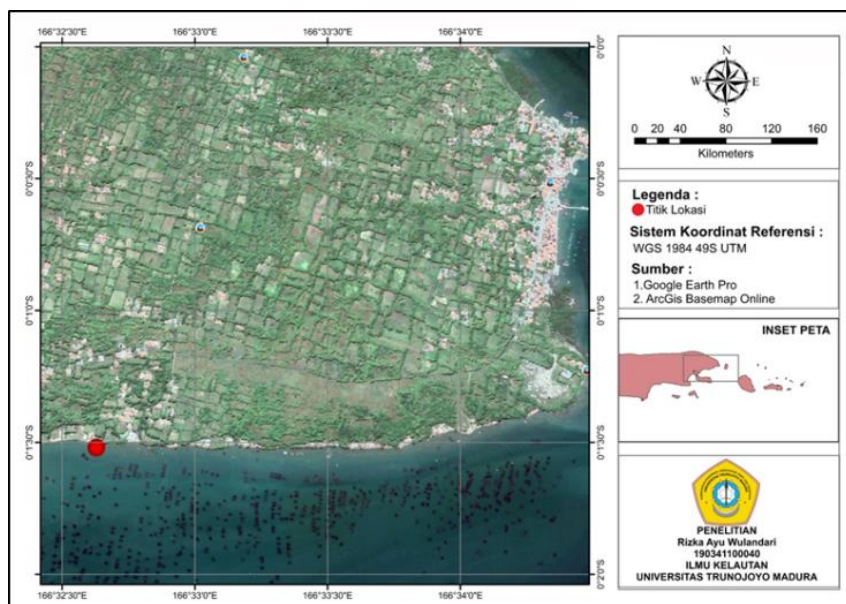 166°32'30"E 166°33'0"E 166°33'30"E 166°34'0"E
0°0'0"
0°0'30"S 0°0'30"S
0°1'0"S 0°1'0"S
0°1'30"S 0°1'30"S
0°2'0"S
166°32'30"E 166°33'0"E 166°33'30"E 166°34'0"E
N
W E
S
0 20 40 80 120 160
Kilometers
Legenda :
Titik Lokasi
Sistem Koordinat Referensi :
WGS 1984 49S UTM
Sumber :
1.Google Earth Pro
2. ArcGis Basemap Online
INSET PETA
PENELITIAN
Rizka Ayu Wulandari
190341100040
ILMU KELAUTAN
UNIVERSITAS TRUNOJOYO MADURA